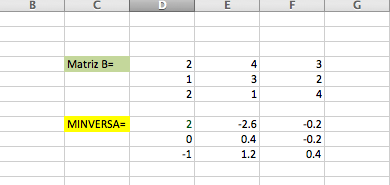 B C D E F G
Matriz B= 2 4 3
1 3 2
2 1 4
MINVERSA= 2 -2.6 -0.2
0 0.4 -0.2
-1 1.2 0.4